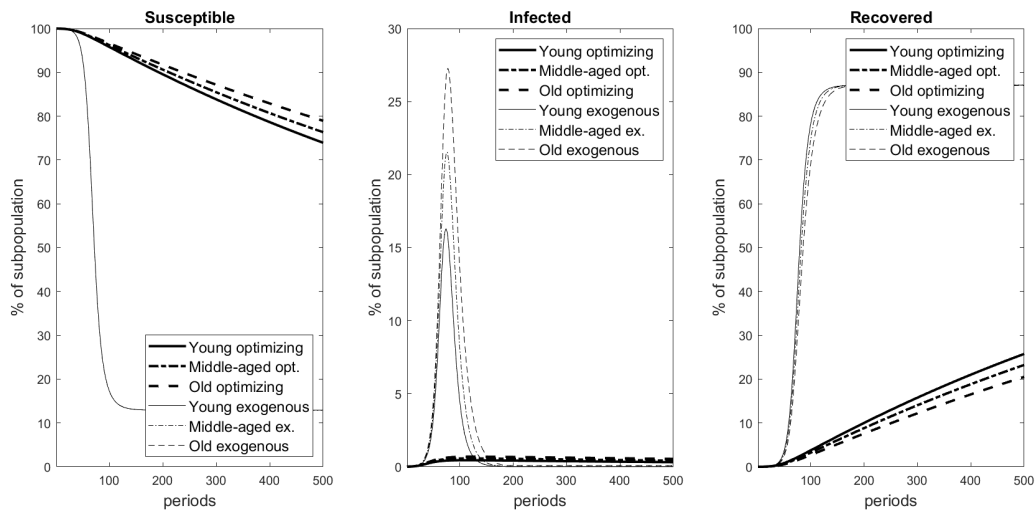 Susceptible
100
90
80
70
60
50
40
30
20
10
0
% of subpopulation
Young optimizing
Middle-aged opt.
Old optimizing
Young exogenous
Middle-aged ex.
Old exogenous
100 200 300 400 500
periods
Infected
30
25
20
15
10
5
0
% of subpopulation
Young optimizing
Middle-aged opt.
Old optimizing
Young exogenous
Middle-aged ex.
Old exogenous
100 200 300 400 500
periods
Recovered
100
90
80
70
60
50
40
30
20
10
0
% of subpopulation
Young optimizing
Middle-aged opt.
Old optimizing
Young exogenous
Middle-aged ex.
Old exogenous
100 200 300 400 500
periods